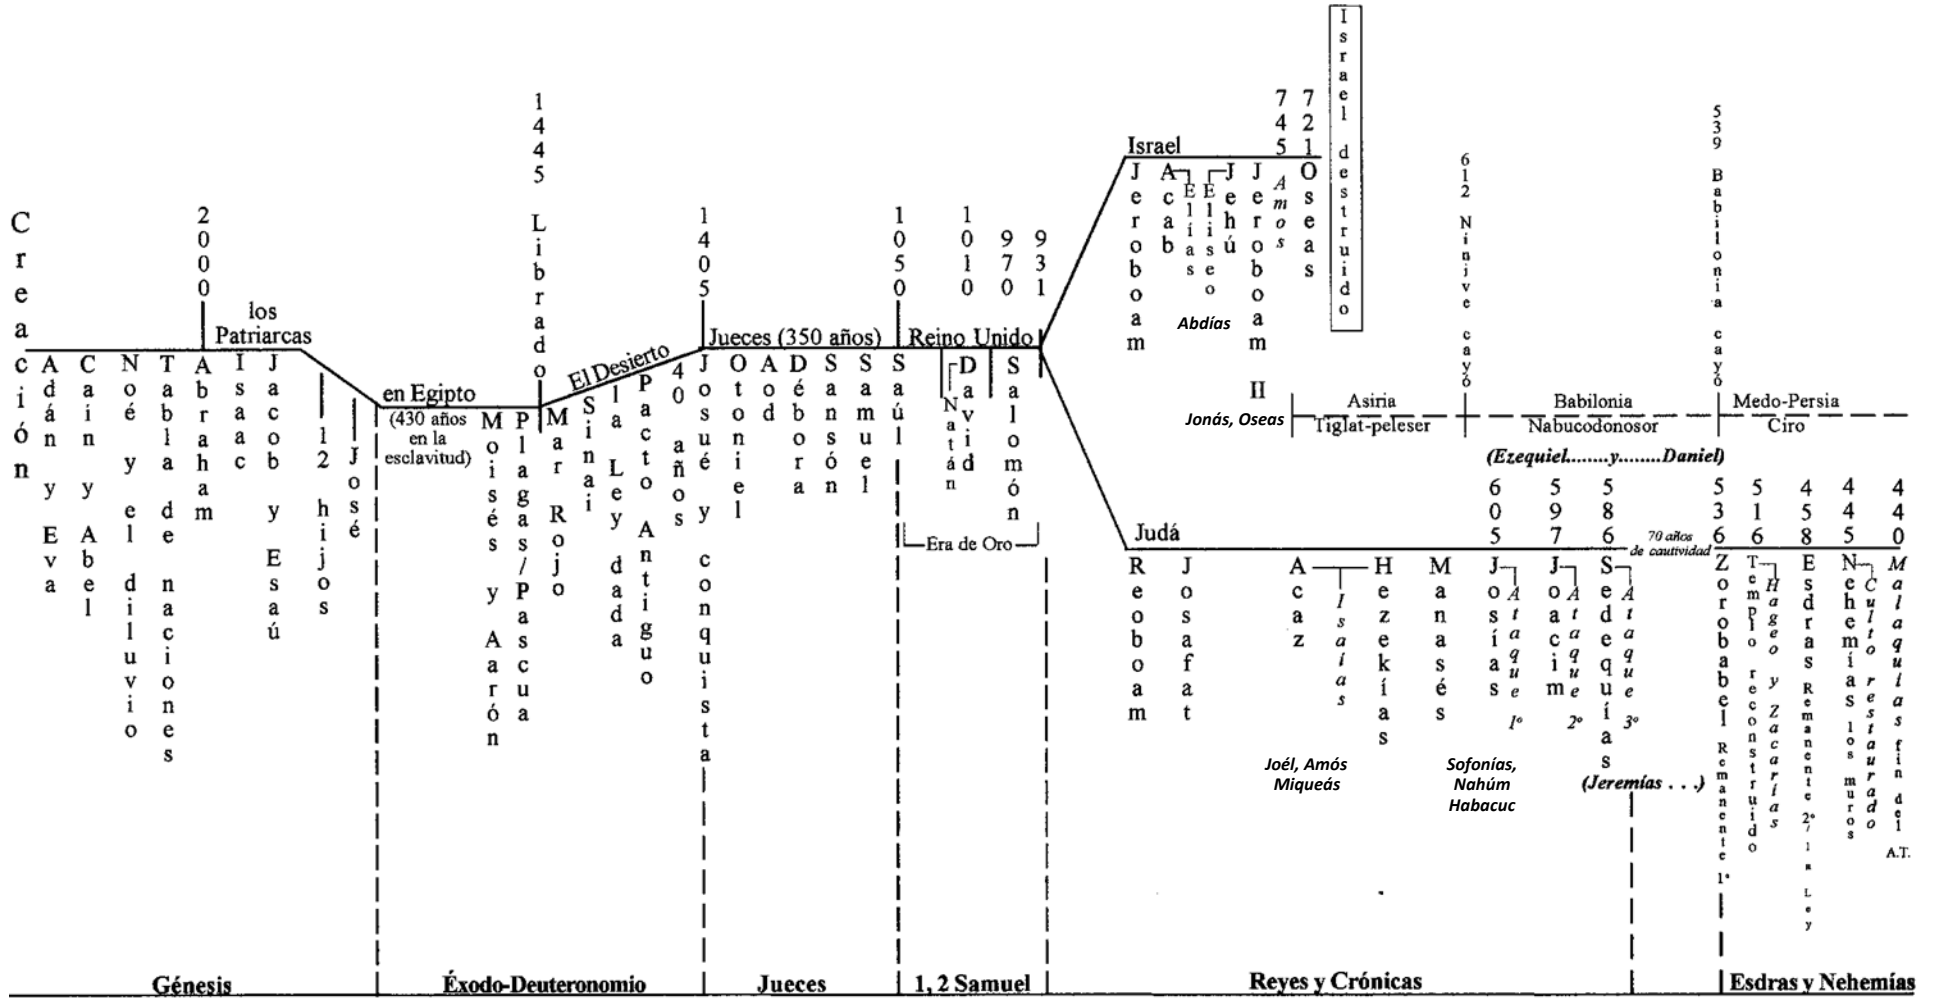 Creación
Adán y Eva
Cain y Abel
Noé y el diluvio
Tabla de naciones
2000
Abraham
Isaac
Jacob y Esaú
los
Patriarcas
12 hijos
José
en Egipto
(430 años
en la
esclavitud)
Moisés y Aarón
Plagas/Pascua
1445 Librado
Mar Rojo
El Desierto
Sinai
la Ley dada
Pacto Antiguo
40 años
1405
Josué y conquista
Jueces (350 años)
Otoniel
Aod
Débora
Sansón
Samuel
1050
Saúl
Reino Unido
Natán
1010
David
970
Salomón
931
Era de Oro
Israel
Jeroboam
Acab
Elías
Eliseo
Jehú
Jeroboam II
745
Amos
721
Oseas
Israel destruido
Abdías
Jonás, Oseas
Asiria
Tiglat-peleser
612 Ninive cayó
Babilonia
Nabucodonosor
539 Babilonia cayó
Medo-Persia
Ciro
(Ezequiel........y........Daniel)
Judá
Reoboam
Josafat
Acaz
Isaías
Hezekías
Manasés
605
Josías
Ataque 1º
597
Joacim
Ataque 2º
586
Sedequías
Ataque 3º
70 años
de cautividad
536
Zorobabel Remanente 1º
516
Templo reconstruido
Hageo y Zacarías
458
Esdras Remanente 2º/la Ley
445
Nehemías los muros
Culto restaurado
440
Malaquías fin del
A.T.
Joél, Amós
Miqueás
Sofonías,
Nahúm
Habacuc
(Jeremías . . .)
Génesis
Éxodo-Deuteronomio
Jueces
1, 2 Samuel
Reyes y Crónicas
Esdras y Nehemías